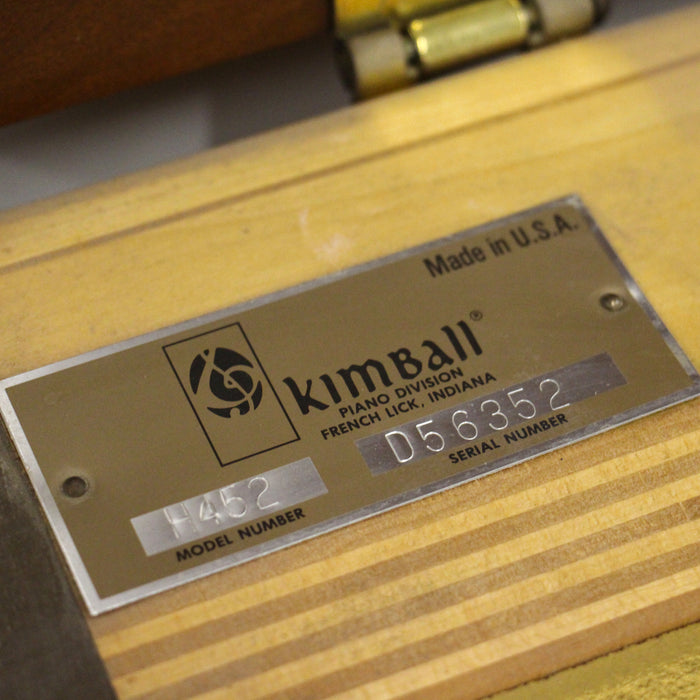 Made in U.S.A.
KIMBALL®
PIANO DIVISION
FRENCH LICK, INDIANA
D56352
SERIAL NUMBER
H452
MODEL NUMBER